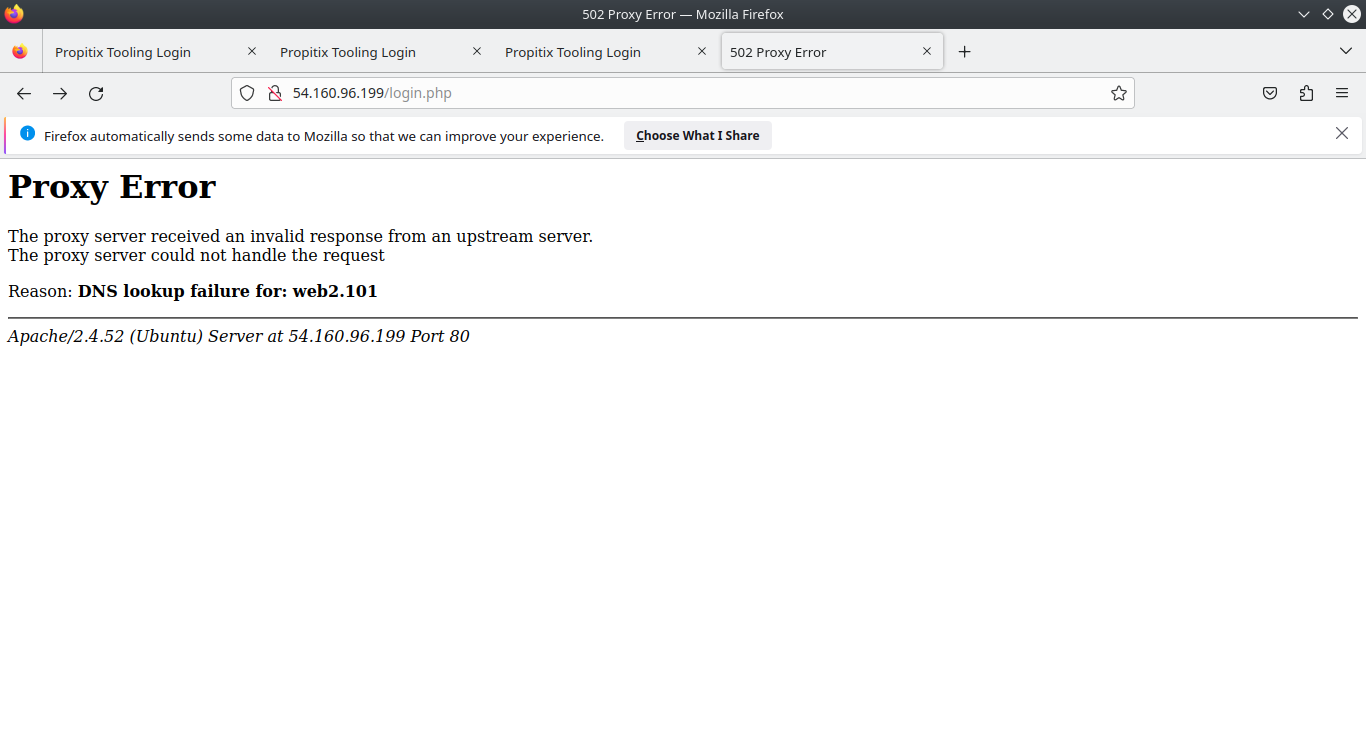 502 Proxy Error — Mozilla Firefox
Propitix Tooling Login
Propitix Tooling Login
Propitix Tooling Login
502 Proxy Error
54.160.96.199/login.php
Firefox automatically sends some data to Mozilla so that we can improve your experience.
Choose What I Share
Proxy Error
The proxy server received an invalid response from an upstream server.
The proxy server could not handle the request
Reason: DNS lookup failure for: web2.101
Apache/2.4.52 (Ubuntu) Server at 54.160.96.199 Port 80